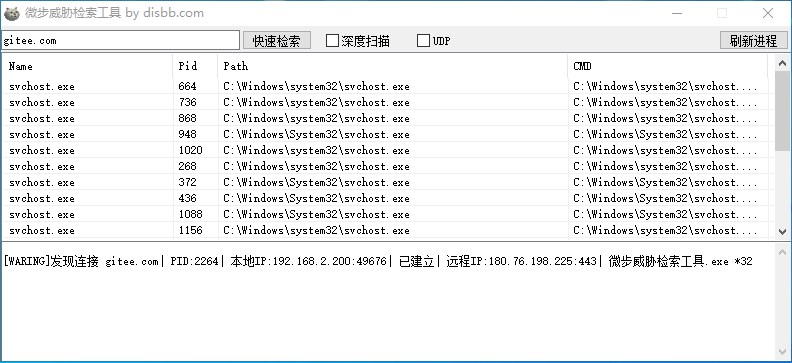 微步威胁检索工具 by disbb.com
gitee.com 快速检索 深度扫描 UDP 刷新进程
Name Pid Path CMD
svchost.exe 664 C:\Windows\system32\svchost.exe C:\Windows\system32\svchost....
svchost.exe 736 C:\Windows\system32\svchost.exe C:\Windows\system32\svchost....
svchost.exe 868 C:\Windows\system32\svchost.exe C:\Windows\system32\svchost....
svchost.exe 948 C:\Windows\System32\svchost.exe C:\Windows\System32\svchost....
svchost.exe 1020 C:\Windows\system32\svchost.exe C:\Windows\system32\svchost....
svchost.exe 268 C:\Windows\system32\svchost.exe C:\Windows\system32\svchost....
svchost.exe 372 C:\Windows\System32\svchost.exe C:\Windows\System32\svchost....
svchost.exe 436 C:\Windows\System32\svchost.exe C:\Windows\System32\svchost....
svchost.exe 1088 C:\Windows\system32\svchost.exe C:\Windows\system32\svchost....
svchost.exe 1156 C:\Windows\System32\svchost.exe C:\Windows\System32\svchost....
[WARING]发现连接 gitee.com| PID:2264| 本地IP:192.168.2.200:49676| 已建立| 远程IP:180.76.198.225:443| 微步威胁检索工具.exe *32